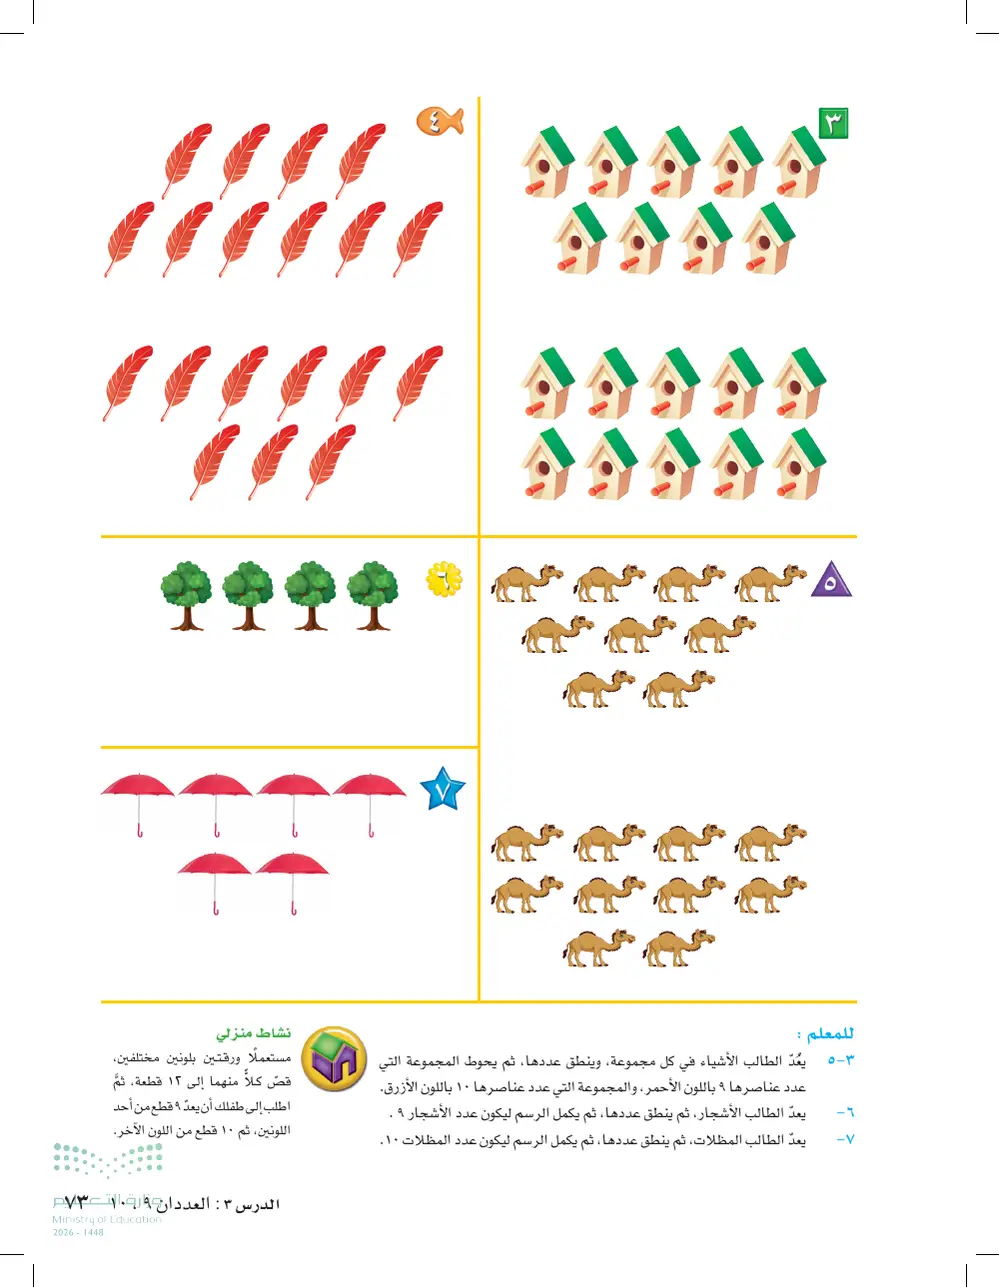 ٣
٤
٥
٦
٧
للمعلم :
٣-٥ يعُدّ الطالب الأشياء في كل مجموعة، وينطق عددها، ثم يحوط المجموعة التي
عدد عناصرها ٩ باللون الأحمر، والمجموعة التي عدد عناصرها ١٠ باللون الأزرق.
٦- يعدّ الطالب الأشجار، ثم ينطق عددها، ثم يكمل الرسم ليكون عدد الأشجار ٩ .
٧- يعدّ الطالب المظلات، ثم ينطق عددها، ثم يكمل الرسم ليكون عدد المظلات ١٠.
نشاط منزلي
مستعملًا ورقتين بلونين مختلفين،
قصّ كلاًّ منهما إلى ١٢ قطعة، ثمَّ
اطلب إلى طفلك أن يعدّ ٩ قطع من أحد
اللونين، ثم ١٠ قطع من اللون الآخر.
الدرس ٣ : العددان ٩ ، ١٠ ٧٣
وزارة التعليم
Ministry of Education
2026 - 1448